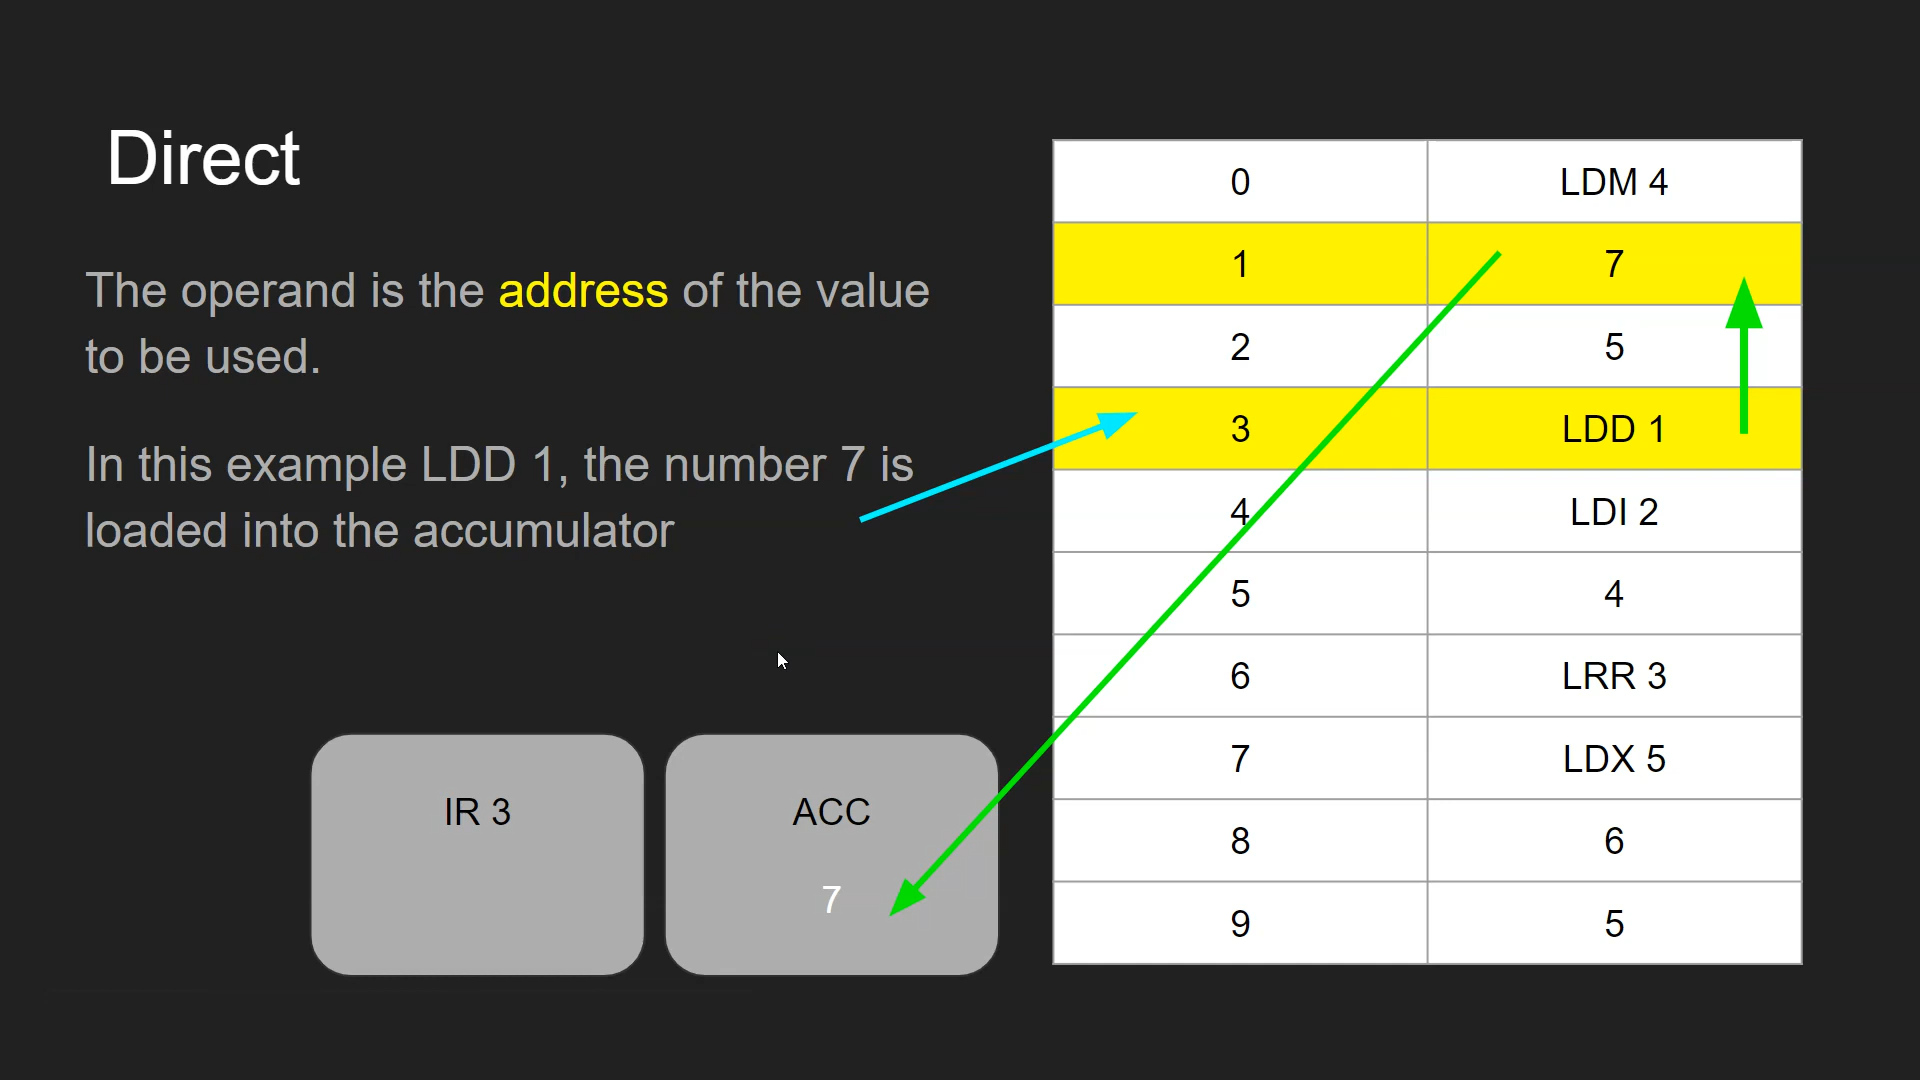 Direct
The operand is the address of the value
to be used.
In this example LDD 1, the number 7 is
loaded into the accumulator
IR 3
ACC
7
0 LDM 4
1 7
2 5
3 LDD 1
4 LDI 2
5 4
6 LRR 3
7 LDX 5
8 6
9 5